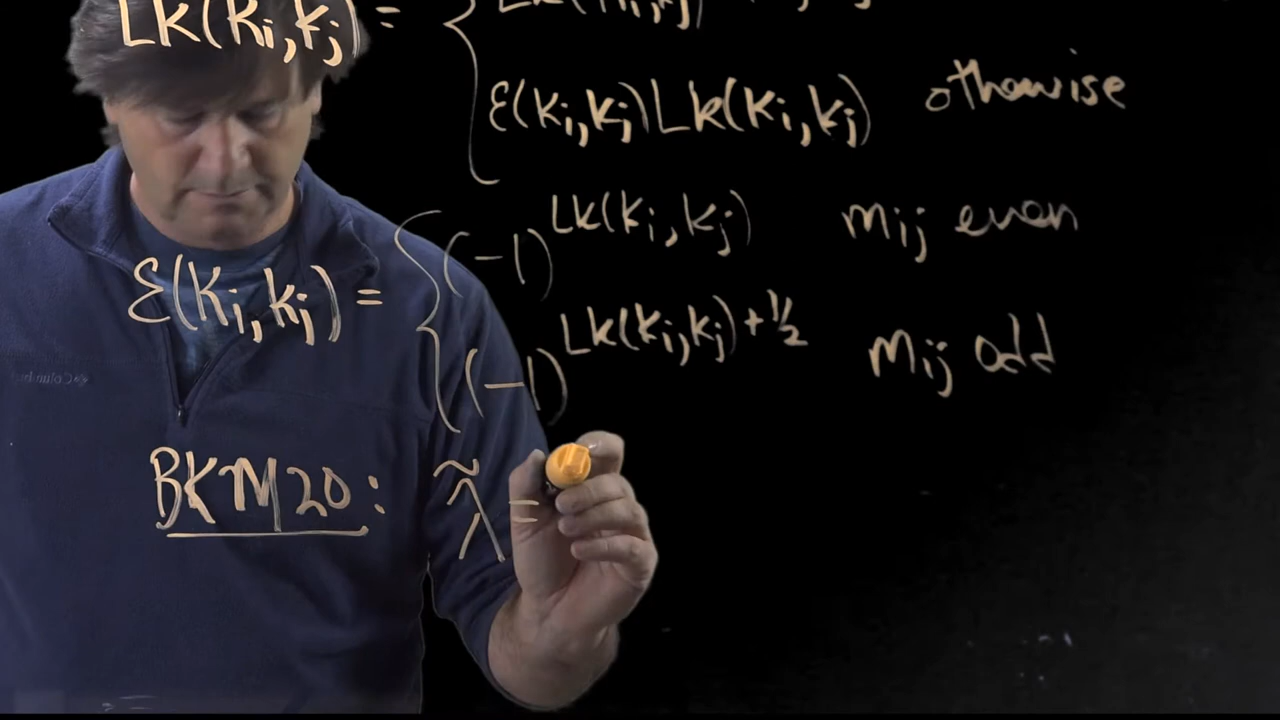 Lk(Ki,kj) = {
ε(Ki,Kj)Lk(Ki,Kj) otherwise
ε(Ki,kj) = { (-1)^Lk(Ki,Kj) mij even
(-1)^Lk(Ki,Kj)+1/2 mij odd
BKM20: λ̃ =